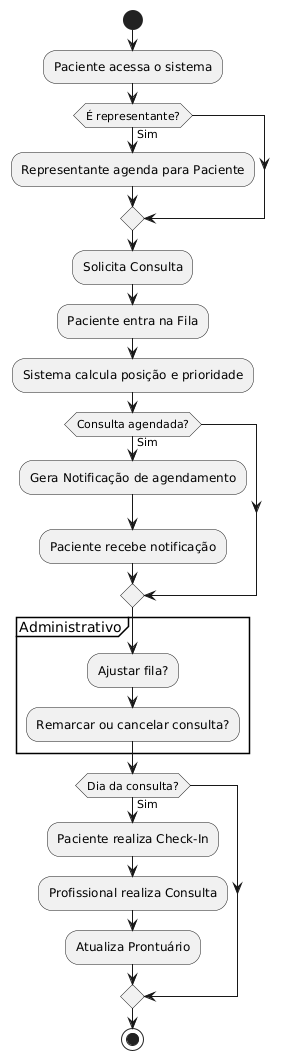 Paciente acessa o sistema
É representante?
Sim
Representante agenda para Paciente
Solicita Consulta
Paciente entra na Fila
Sistema calcula posição e prioridade
Consulta agendada?
Sim
Gera Notificação de agendamento
Paciente recebe notificação
Administrativo
Ajustar fila?
Remarcar ou cancelar consulta?
Dia da consulta?
Sim
Paciente realiza Check-In
Profissional realiza Consulta
Atualiza Prontuário